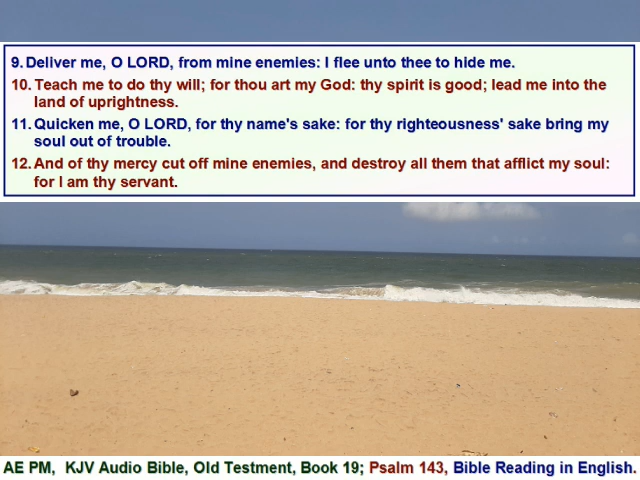 9. Deliver me, O LORD, from mine enemies: I flee unto thee to hide me.
10. Teach me to do thy will; for thou art my God: thy spirit is good; lead me into the
land of uprightness.
11. Quicken me, O LORD, for thy name's sake: for thy righteousness' sake bring my
soul out of trouble.
12. And of thy mercy cut off mine enemies, and destroy all them that afflict my soul:
for I am thy servant.
AE PM, KJV Audio Bible, Old Testment, Book 19; Psalm 143, Bible Reading in English.